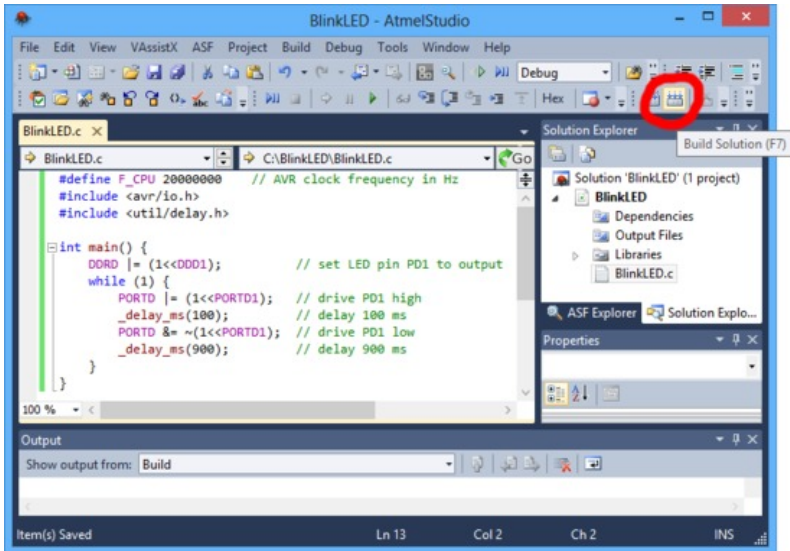 BlinkLED - AtmelStudio
File Edit View VAssistX ASF Project Build Debug Tools Window Help
Debug
Hex
BlinkLED.c
Solution Explorer
Build Solution (F7)
BlinkLED.c C:\BlinkLED\BlinkLED.c Go
#define F_CPU 20000000 // AVR clock frequency in Hz
#include <avr/io.h>
#include <util/delay.h>
int main() {
DDRD |= (1<<DDD1); // set LED pin PD1 to output
while (1) {
PORTD |= (1<<PORTD1); // drive PD1 high
_delay_ms(100); // delay 100 ms
PORTD &= ~(1<<PORTD1); // drive PD1 low
_delay_ms(900); // delay 900 ms
}
}
100 %
Solution 'BlinkLED' (1 project)
BlinkLED
Dependencies
Output Files
Libraries
BlinkLED.c
ASF Explorer Solution Explo...
Properties
Output
Show output from: Build
Item(s) Saved Ln 13 Col 2 Ch 2 INS